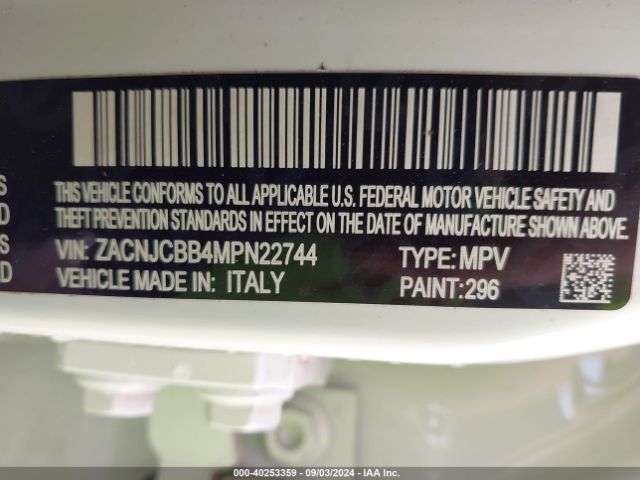 THIS VEHICLE CONFORMS TO ALL APPLICABLE U.S. FEDERAL MOTOR VEHICLE SAFETY AND
THEFT PREVENTION STANDARDS IN EFFECT ON THE DATE OF MANUFACTURE SHOWN ABOVE.
VIN: ZACNJCBB4MPN22744 TYPE: MPV
VEHICLE MADE IN: ITALY PAINT:296
S
D
S
D
000-40253359 - 09/03/2024 - IAA Inc.